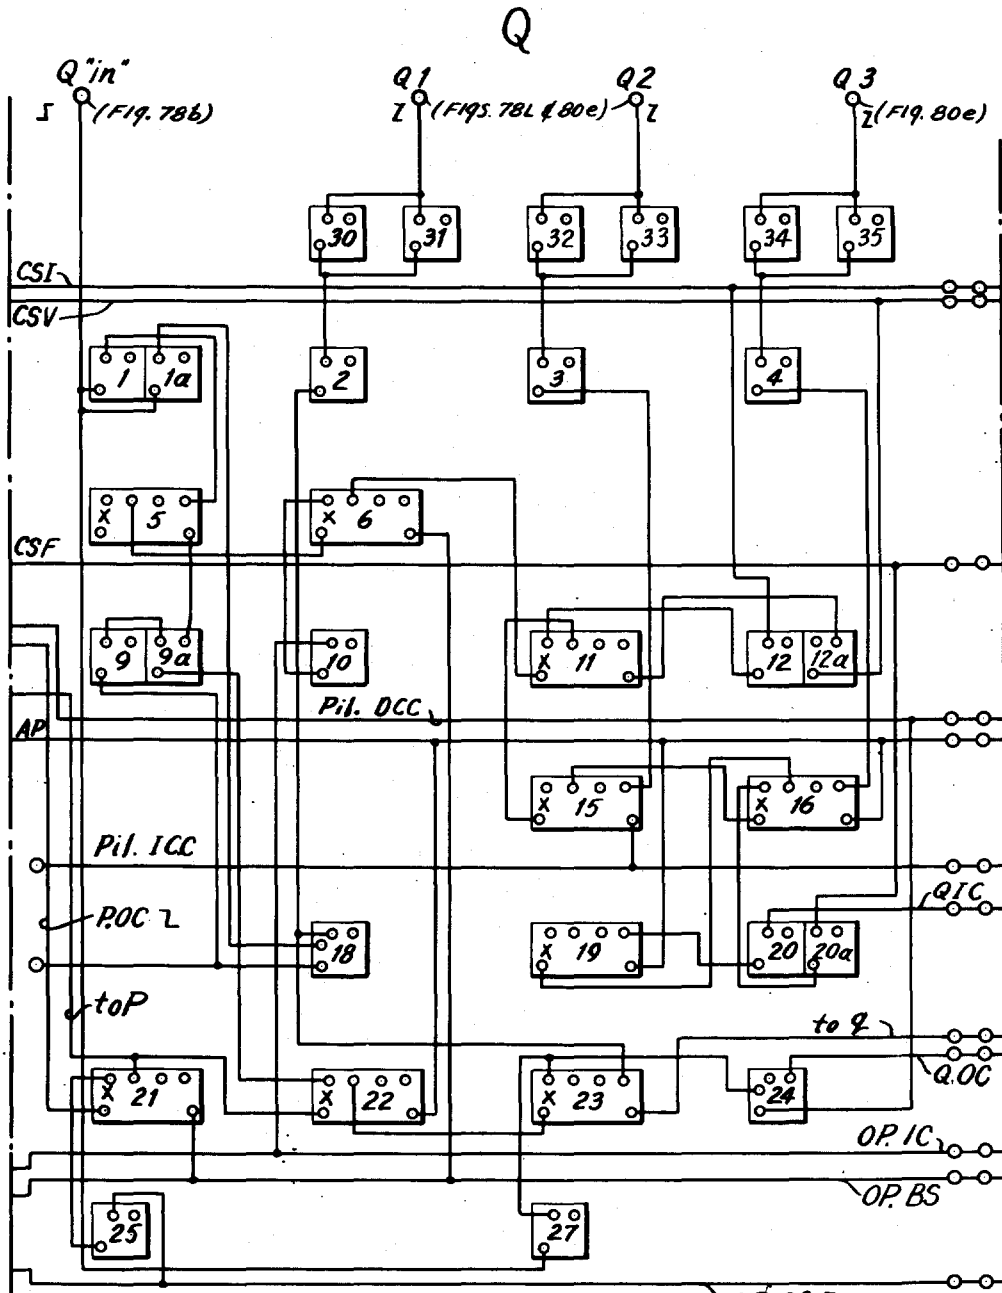 Q
Q "in" Q1 Q2 Q3
(Fig. 78b) (Figs. 78L & 80e) (Fig. 80e)
30 31 32 33 34 35
CSI
CSV
1 1a 2 3 4
X 5 X 6
CSF
9 9a 10 X 11 12 12a
Pil. DCC
AP
X 15 X 16
Pil. ICC
QIC
P.OC
18 X 19 20 20a
to P
to q
Q.OC
X 21 X 22 X 23 24
OP. IC
OP. BS
25 27